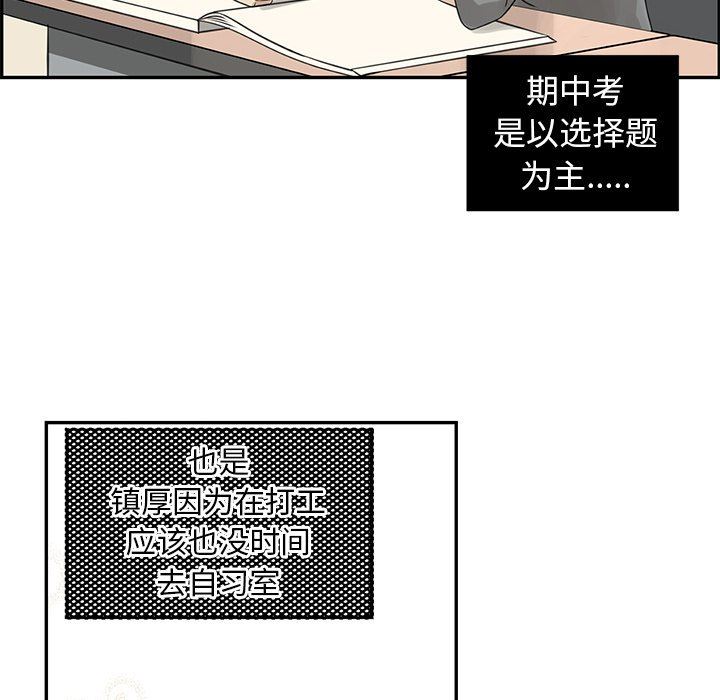 期中考
是以选择题
为主.....
也是
镇厚因为在打工
应该也没时间
去自习室